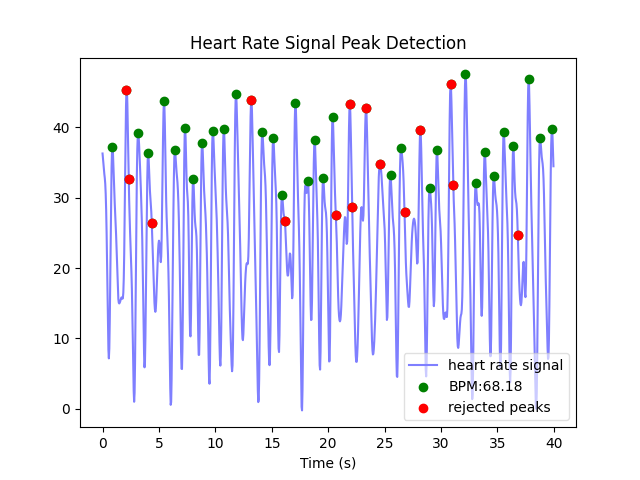 Heart Rate Signal Peak Detection
40
30
20
10
0
heart rate signal
BPM:68.18
rejected peaks
0 5 10 15 20 25 30 35 40
Time (s)